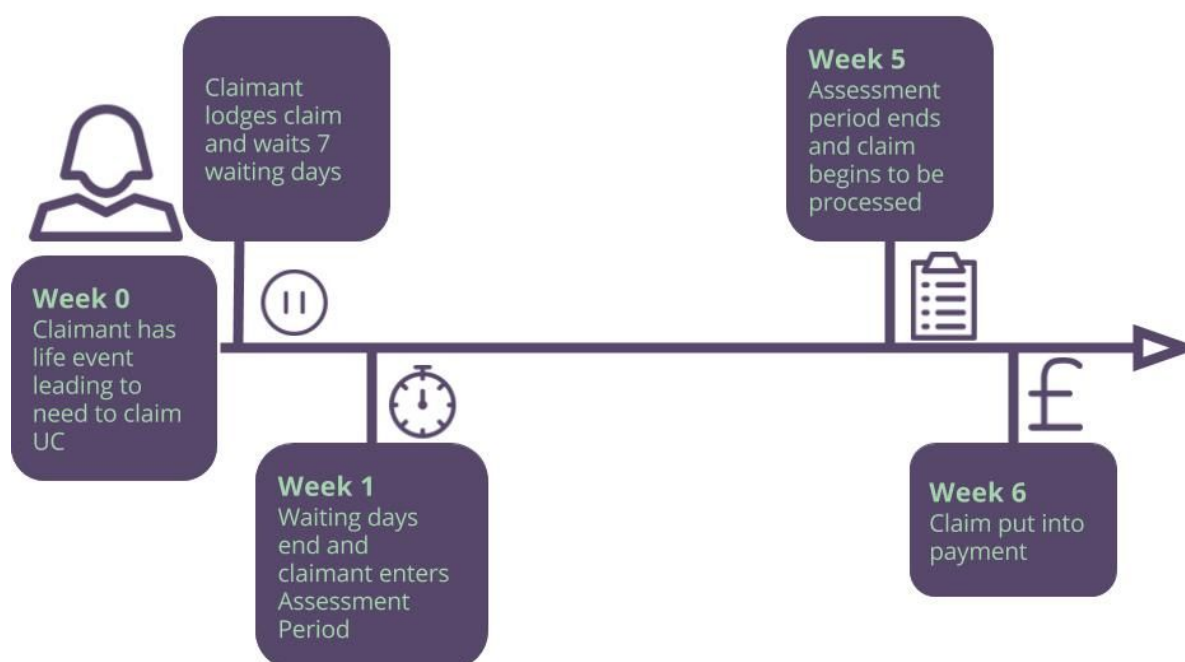 Week 0
Claimant has
life event
leading to
need to claim
UC
Claimant
lodges claim
and waits 7
waiting days
Week 1
Waiting days
end and
claimant enters
Assessment
Period
Week 5
Assessment
period ends
and claim
begins to be
processed
£
Week 6
Claim put into
payment